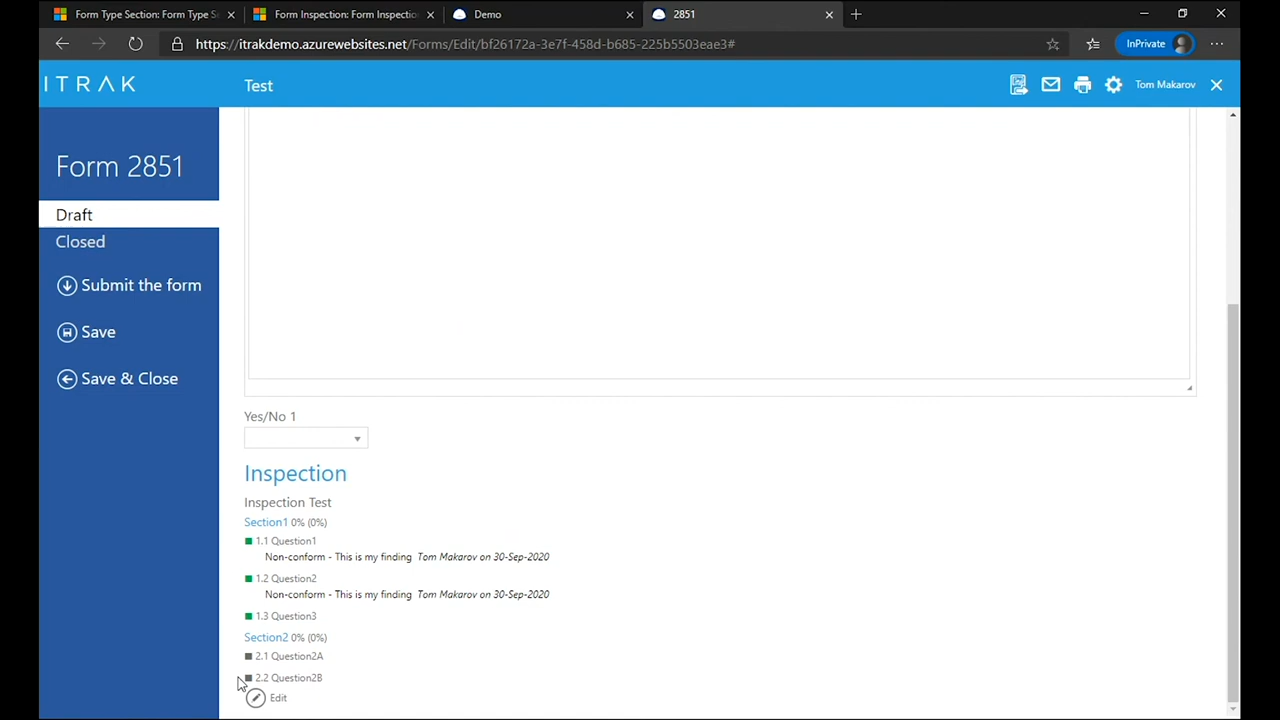 Form Type Section: Form Type Se
Form Inspection: Form Inspectio
Demo
2851
https://itrakdemo.azurewebsites.net/Forms/Edit/bf26172a-3e7f-458d-b685-225b5503eae3#
InPrivate
ITRAK
Test
Tom Makarov
Form 2851
Draft
Closed
Submit the form
Save
Save & Close
Yes/No 1
Inspection
Inspection Test
Section1 0% (0%)
1.1 Question1
Non-conform - This is my finding Tom Makarov on 30-Sep-2020
1.2 Question2
Non-conform - This is my finding Tom Makarov on 30-Sep-2020
1.3 Question3
Section2 0% (0%)
2.1 Question2A
2.2 Question2B
Edit